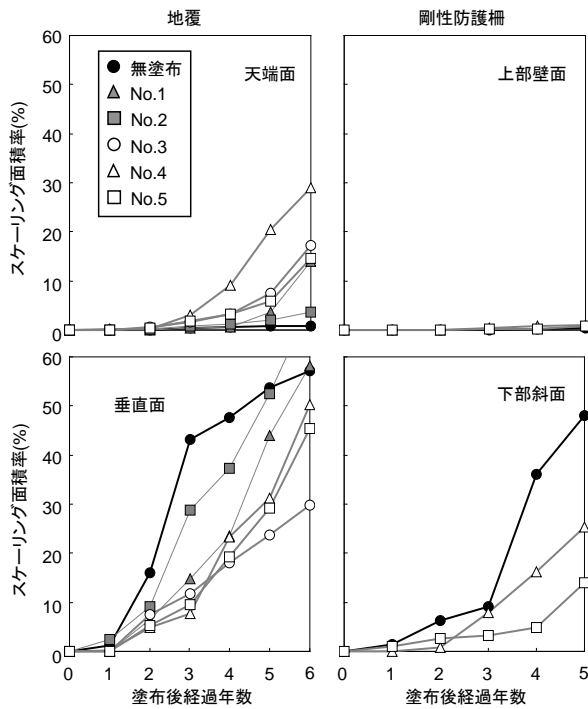 地覆
剛性防護柵
スケーリング面積率(%)
60
50
40
30
20
10
0
無塗布
No.1
No.2
No.3
No.4
No.5
天端面
上部壁面
スケーリング面積率(%)
60
50
40
30
20
10
0
垂直面
下部斜面
0 1 2 3 4 5 6
0 1 2 3 4 5
塗布後経過年数
塗布後経過年数